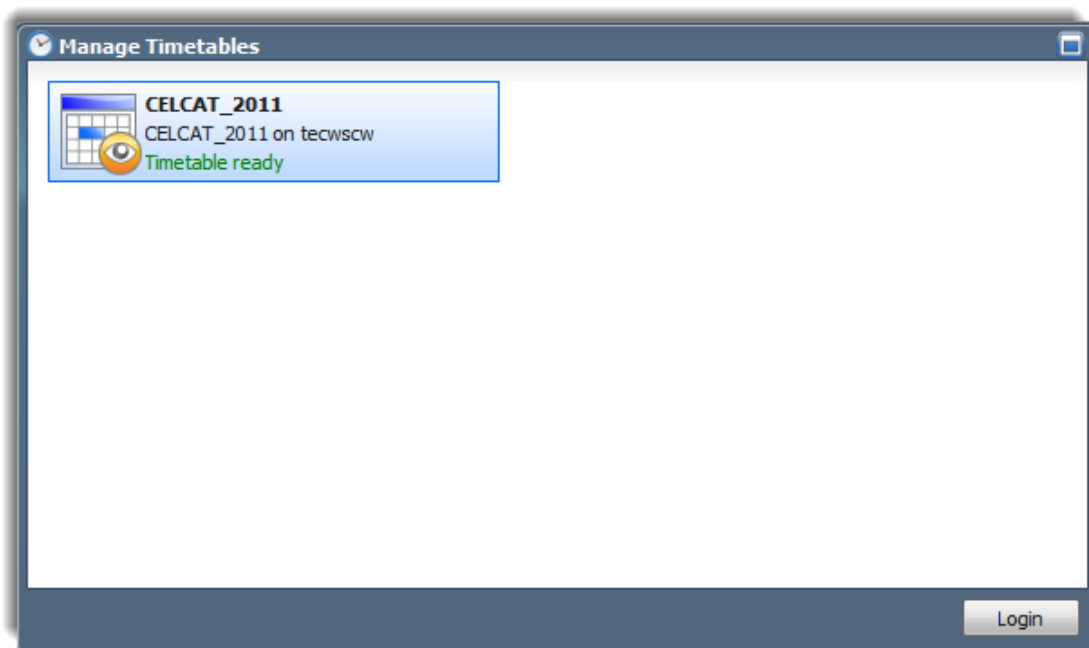 Manage Timetables
CELCAT_2011
CELCAT_2011 on tecwscw
Timetable ready
Login